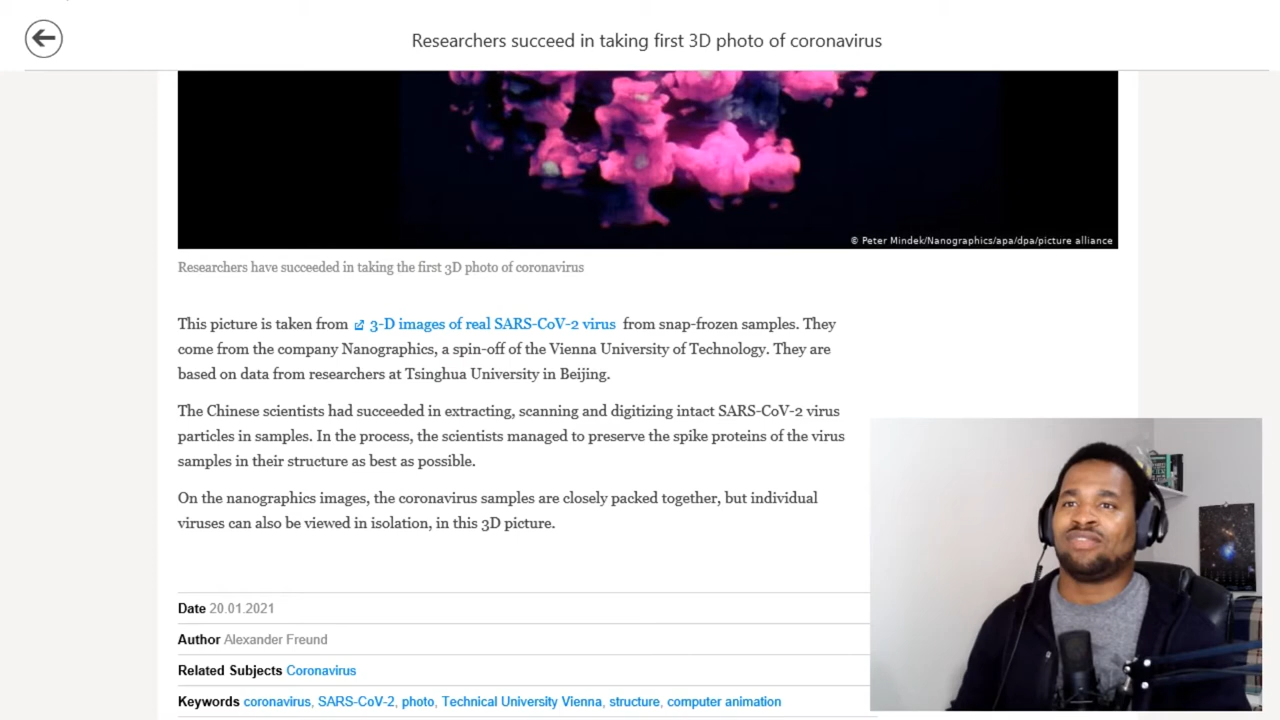 Researchers succeed in taking first 3D photo of coronavirus
© Peter Mindek/Nanographics/apa/dpa/picture alliance
Researchers have succeeded in taking the first 3D photo of coronavirus
This picture is taken from 3-D images of real SARS-CoV-2 virus from snap-frozen samples. They
come from the company Nanographics, a spin-off of the Vienna University of Technology. They are
based on data from researchers at Tsinghua University in Beijing.
The Chinese scientists had succeeded in extracting, scanning and digitizing intact SARS-CoV-2 virus
particles in samples. In the process, the scientists managed to preserve the spike proteins of the virus
samples in their structure as best as possible.
On the nanographics images, the coronavirus samples are closely packed together, but individual
viruses can also be viewed in isolation, in this 3D picture.
Date 20.01.2021
Author Alexander Freund
Related Subjects Coronavirus
Keywords coronavirus, SARS-CoV-2, photo, Technical University Vienna, structure, computer animation